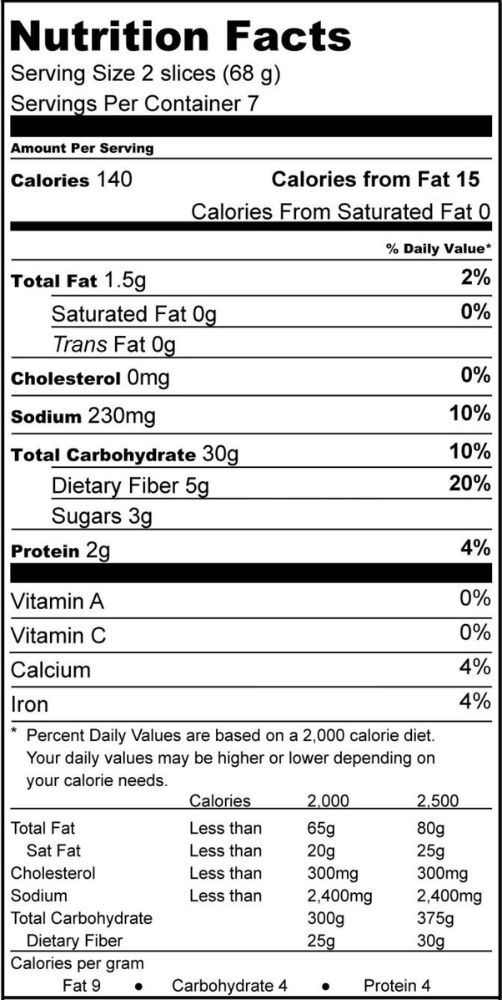 Nutrition Facts
Serving Size 2 slices (68 g)
Servings Per Container 7
Amount Per Serving
Calories 140 Calories from Fat 15
Calories From Saturated Fat 0
% Daily Value*
Total Fat 1.5g 2%
Saturated Fat 0g 0%
Trans Fat 0g
Cholesterol 0mg 0%
Sodium 230mg 10%
Total Carbohydrate 30g 10%
Dietary Fiber 5g 20%
Sugars 3g
Protein 2g 4%
Vitamin A 0%
Vitamin C 0%
Calcium 4%
Iron 4%
* Percent Daily Values are based on a 2,000 calorie diet.
Your daily values may be higher or lower depending on
your calorie needs.
Calories 2,000 2,500
Total Fat Less than 65g 80g
Sat Fat Less than 20g 25g
Cholesterol Less than 300mg 300mg
Sodium Less than 2,400mg 2,400mg
Total Carbohydrate 300g 375g
Dietary Fiber 25g 30g
Calories per gram
Fat 9 • Carbohydrate 4 • Protein 4